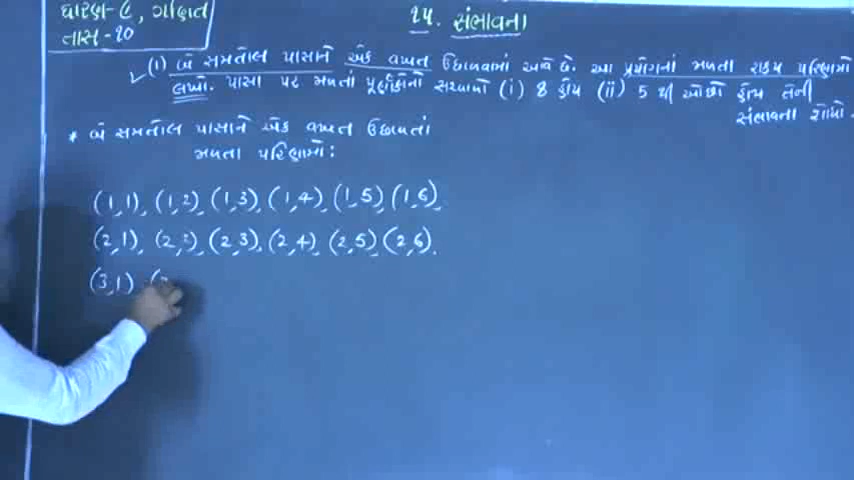 ધોરણ-૯, ગણિત
તાસ-૨૦
૧૫. સંભાવના
(૧) બે સમતોલ પાસાને એક વખત ઉછાળવામાં આવે છે. આ પ્રયોગનાં મળતા શક્ય પરિણામો
લખો. પાસા પર મળતાં પૂર્ણાંકોનો સરવાળો (i) 8 હોય (ii) 5 થી ઓછો હોય તેની
સંભાવના શોધો.
* બે સમતોલ પાસાને એક વખત ઉછાળતાં
મળતા પરિણામો:
(1,1), (1,2), (1,3), (1,4), (1,5) (1,6),
(2,1), (2,2), (2,3), (2,4), (2,5) (2,6).
(3,1)